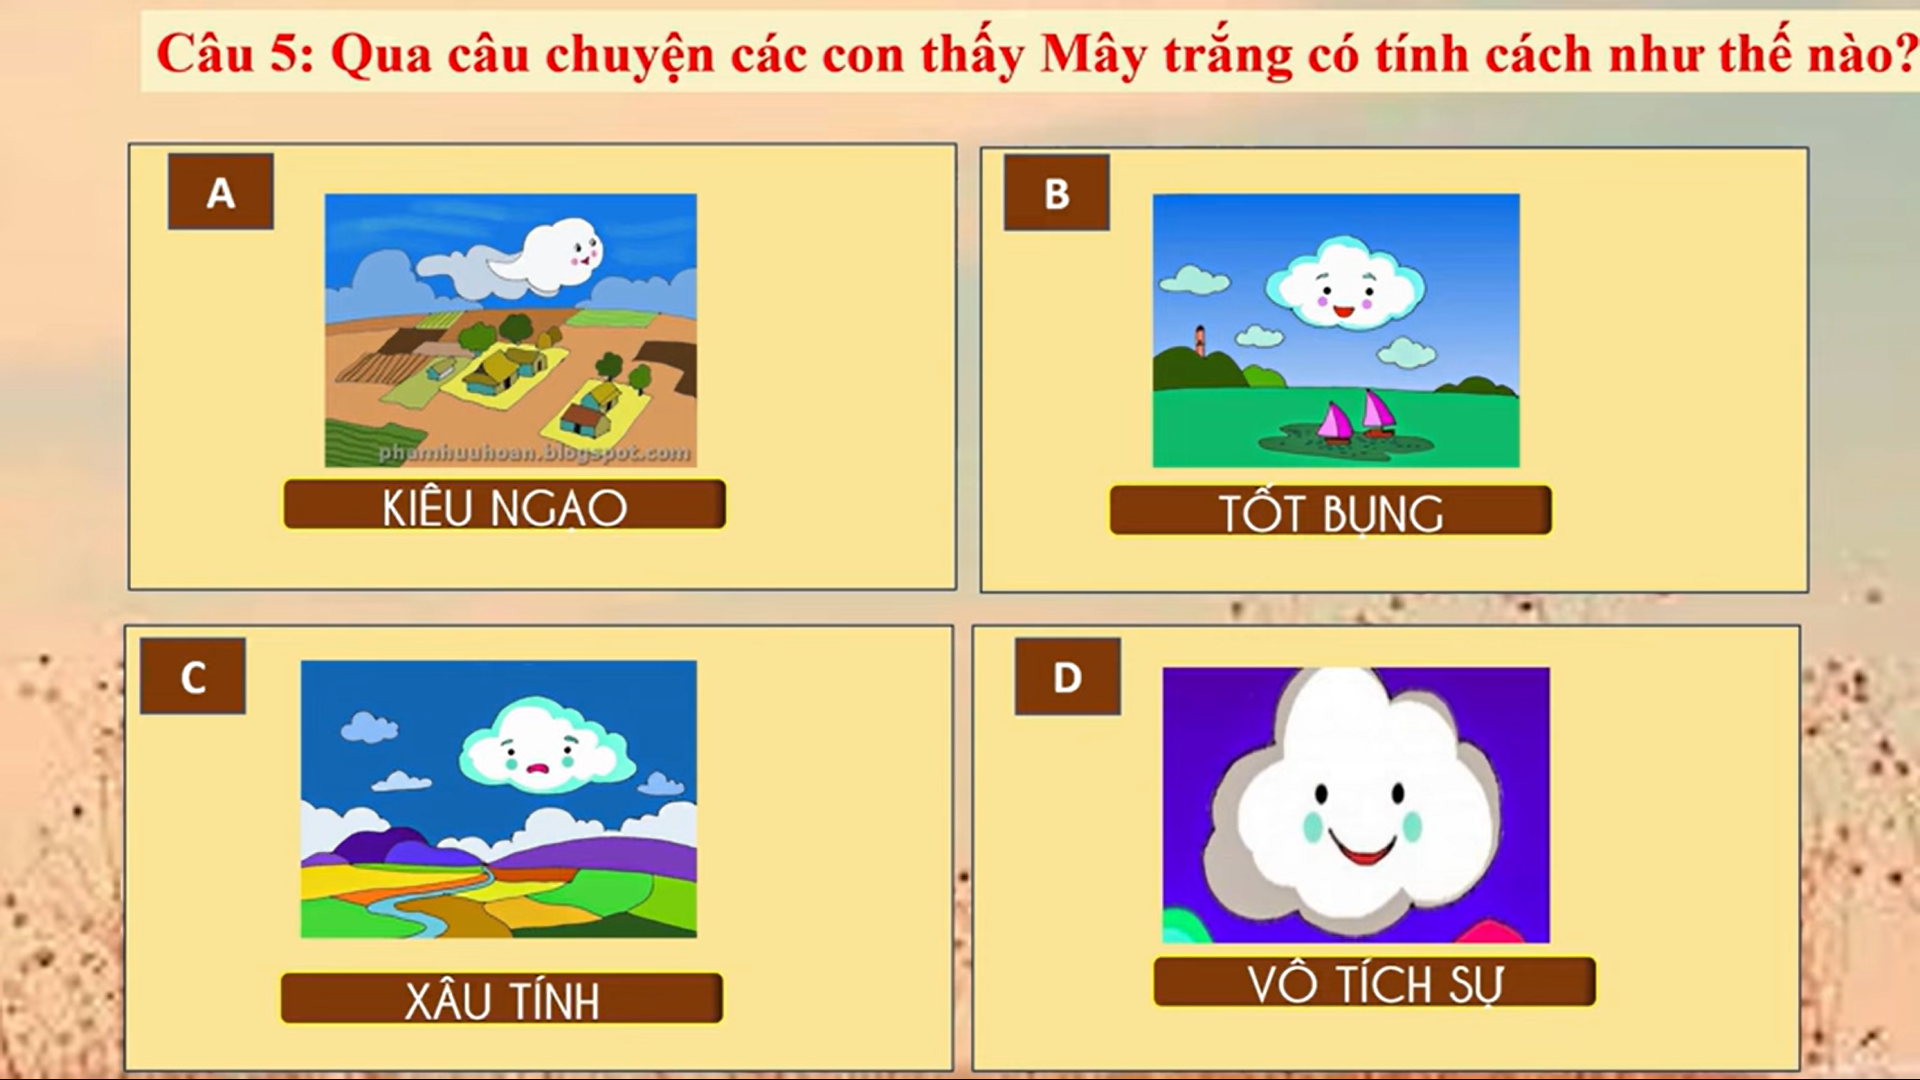 Câu 5: Qua câu chuyện các con thấy Mây trắng có tính cách như thế nào?
A
B
phamhuuhoan.blogspot.com
KIÊU NGẠO
TỐT BỤNG
C
D
XÂU TÍNH
VÔ TÍCH SỰ